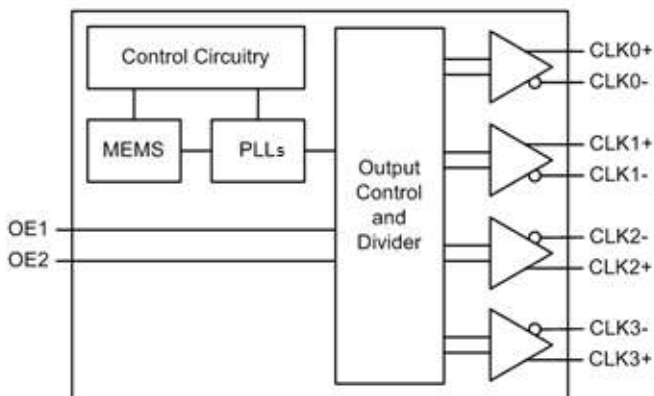 Control Circuitry
MEMS
PLLs
Output
Control
and
Divider
OE1
OE2
CLK0+
CLK0-
CLK1+
CLK1-
CLK2-
CLK2+
CLK3-
CLK3+